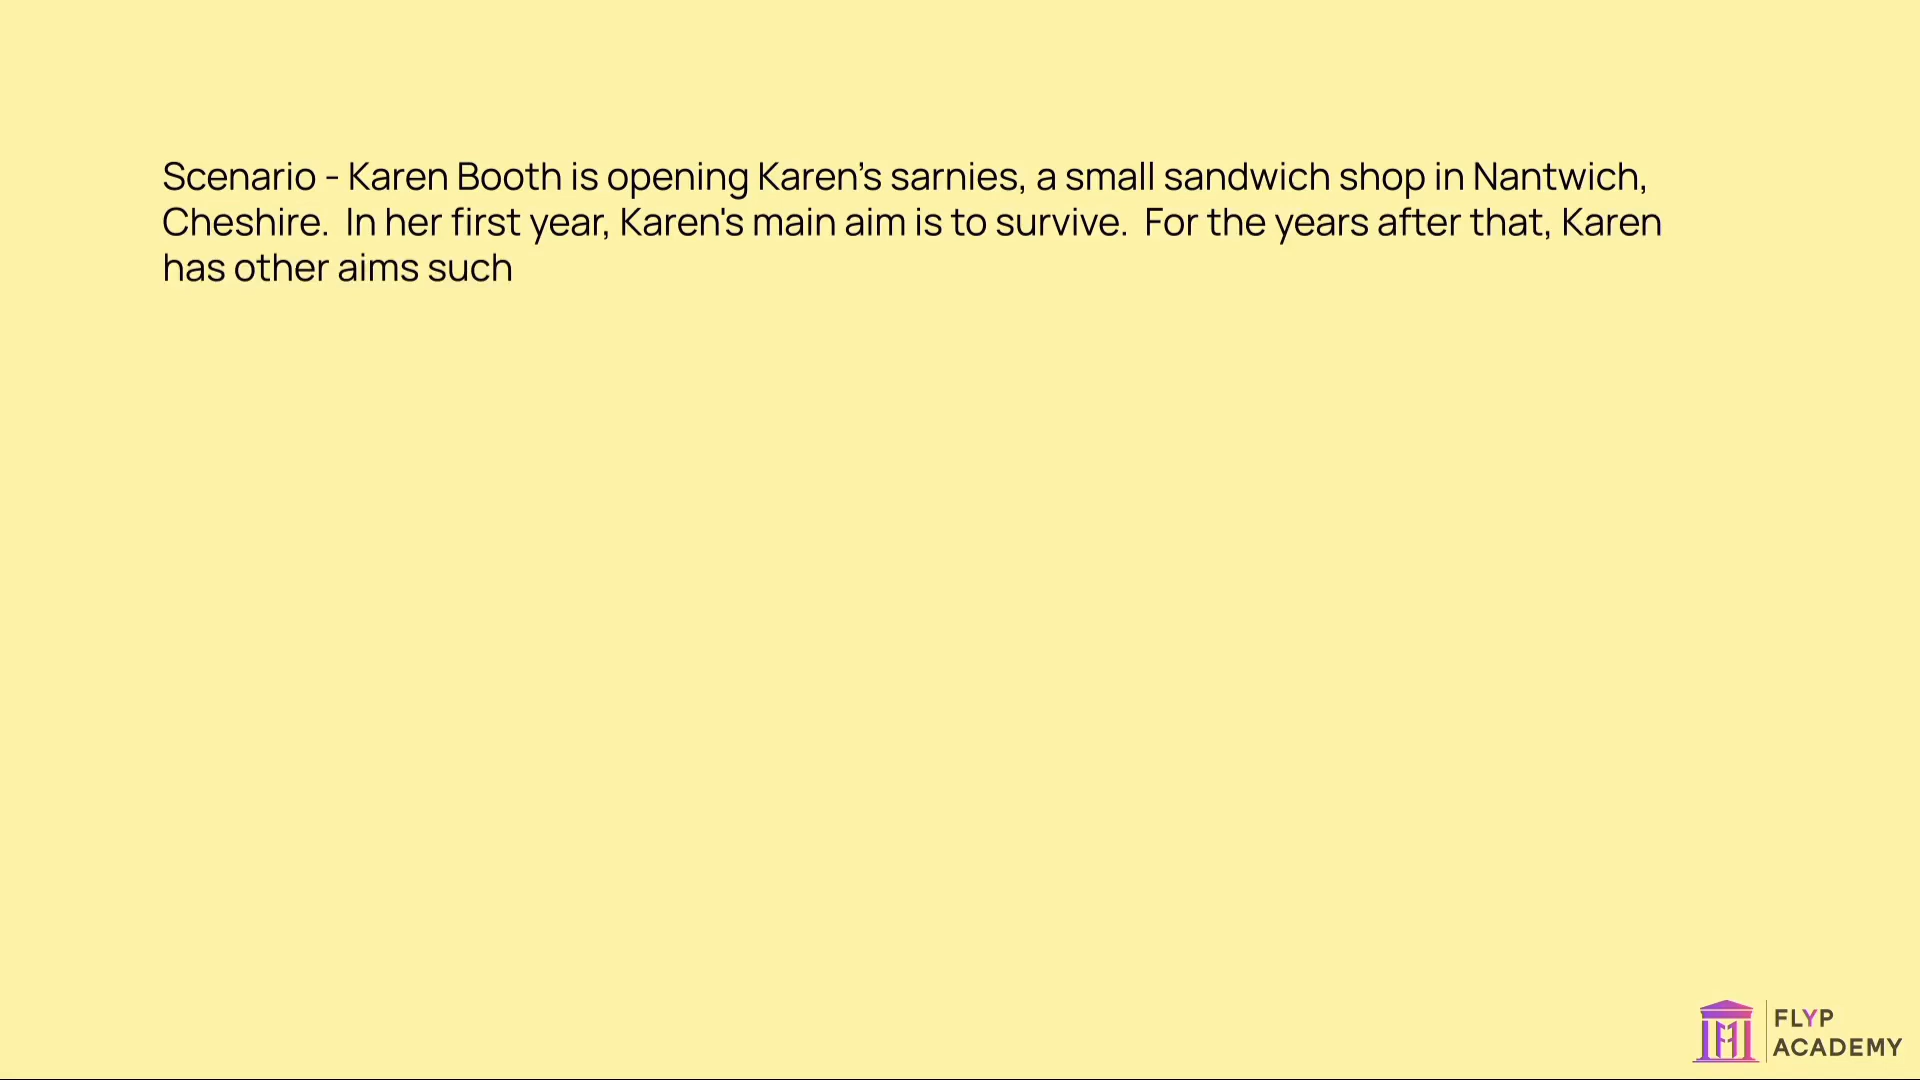 Scenario - Karen Booth is opening Karen’s sarnies, a small sandwich shop in Nantwich,
Cheshire.  In her first year, Karen's main aim is to survive.  For the years after that, Karen
has other aims such
FLYP
ACADEMY